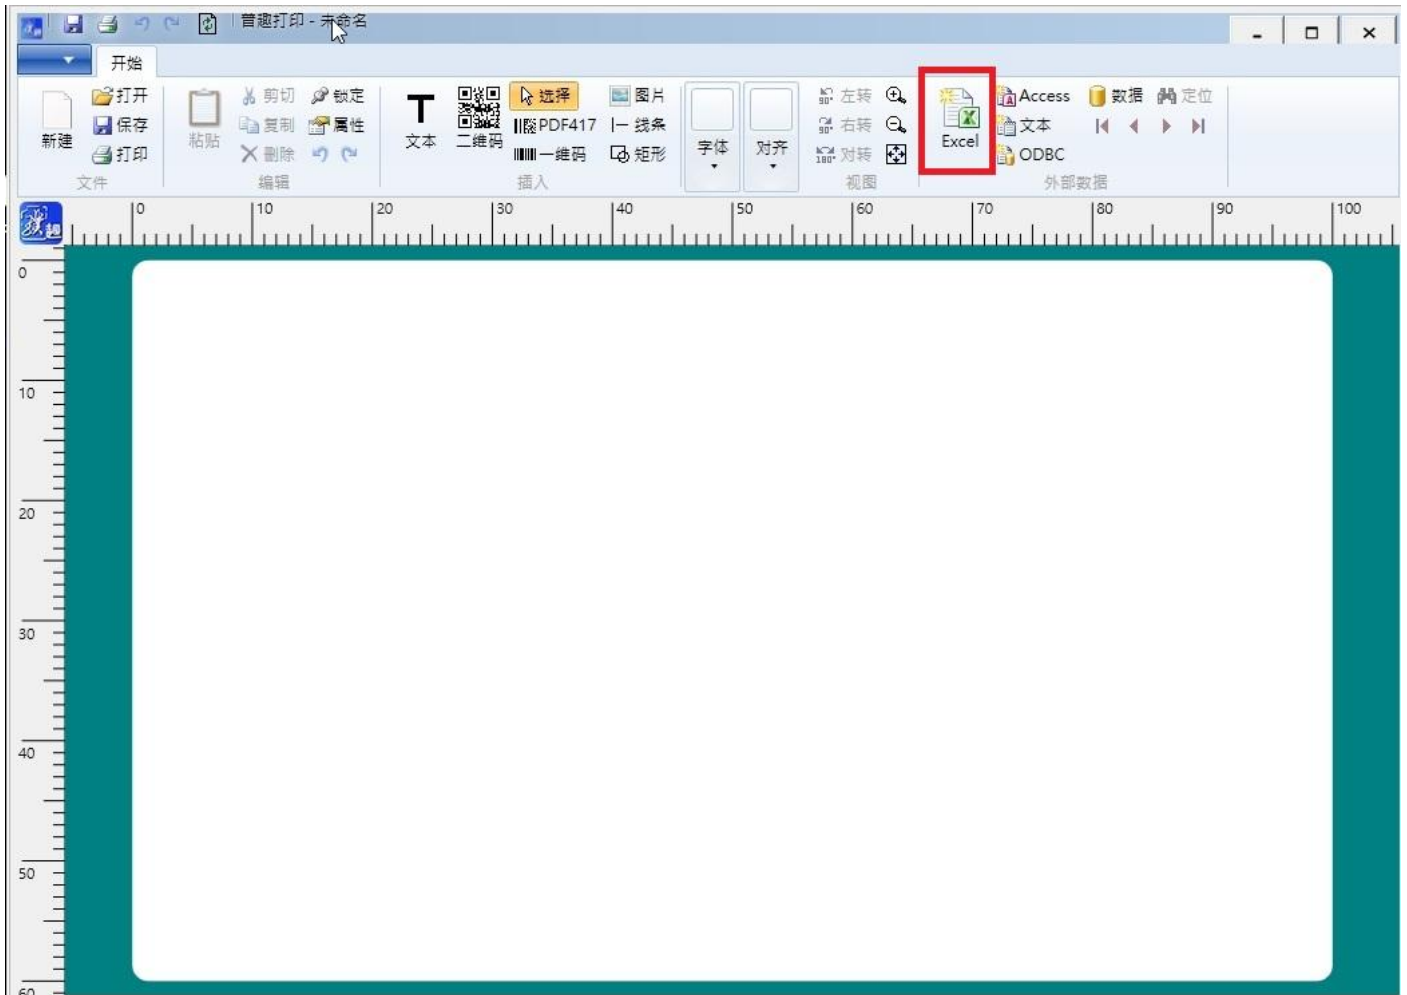 普趣打印 - 未命名
开始
新建
打开
保存
打印
文件
粘贴
剪切
复制
删除
锁定
属性
编辑
文本
二维码
选择
PDF417
一维码
图片
线条
矩形
插入
字体
对齐
90° 左转
90° 右转
180° 对转
视图
Excel
Access
文本
ODBC
数据
定位
外部数据
0 10 20 30 40 50 60 70 80 90 100
0
10
20
30
40
50
60